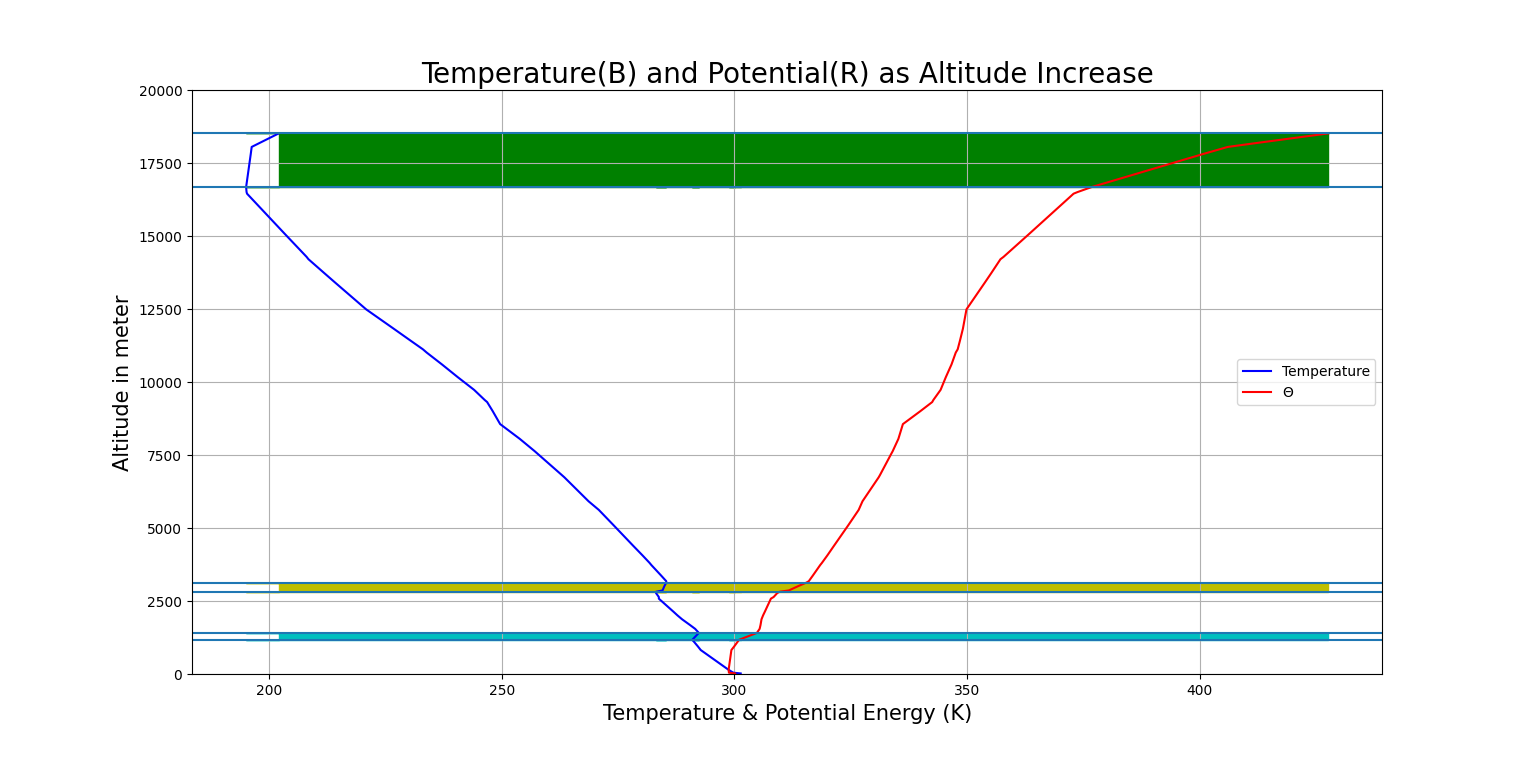 Temperature(B) and Potential(R) as Altitude Increase
20000
17500
15000
12500
10000
7500
5000
2500
0
Altitude in meter
Temperature
Θ
200
250
300
350
400
Temperature & Potential Energy (K)